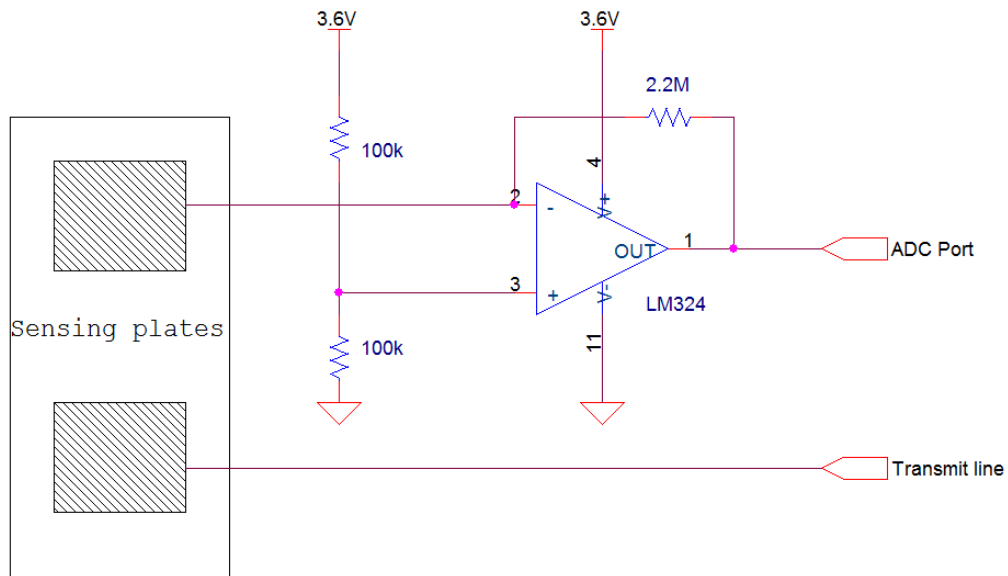 3.6V
3.6V
2.2M
100k
4
2
-
V+
OUT
1
ADC Port
3
+
V-
LM324
Sensing plates
100k
11
Transmit line